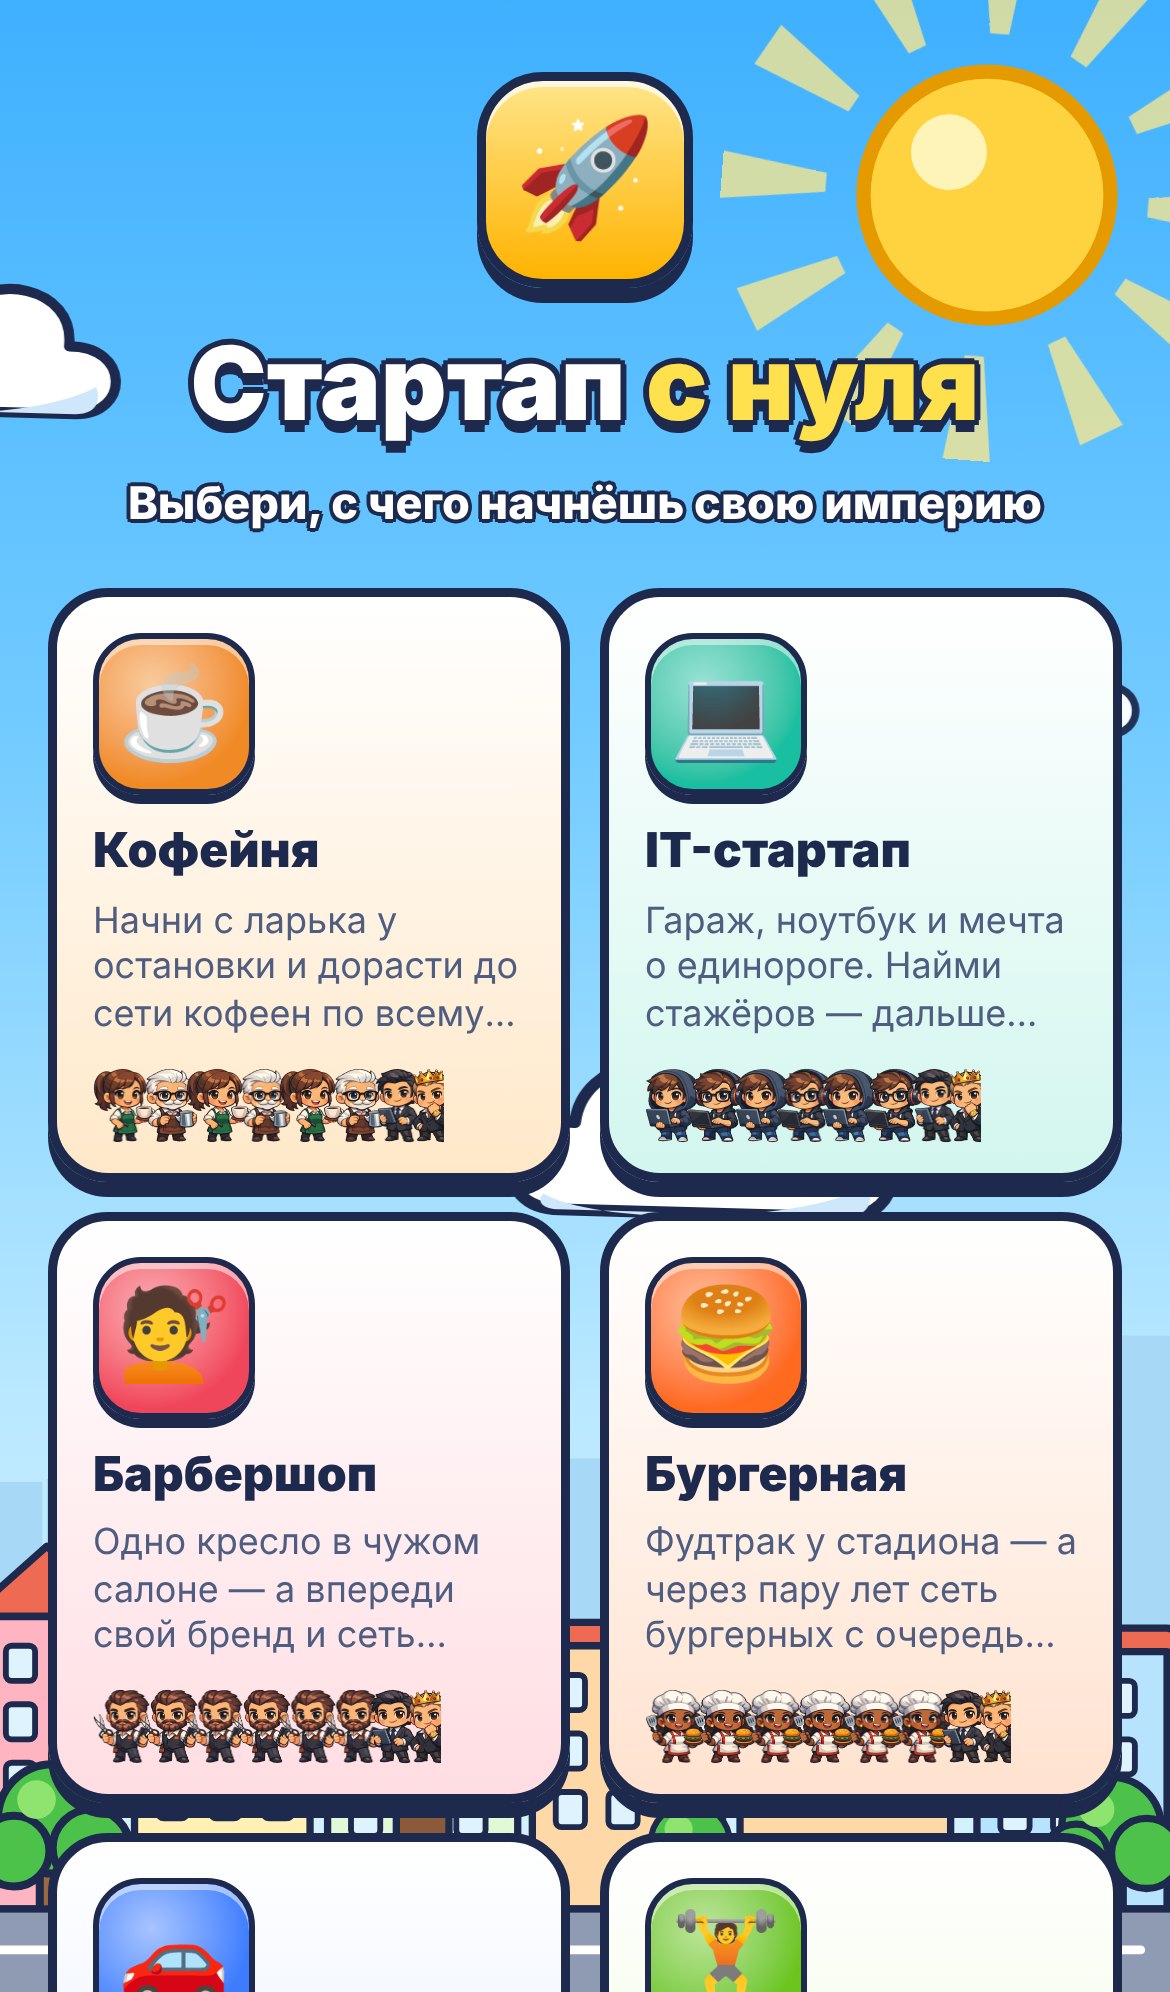 Стартап с нуля
Выбери, с чего начнёшь свою империю
Кофейня
Начни с ларька у
остановки и дорасти до
сети кофеен по всему...
IT-стартап
Гараж, ноутбук и мечта
о единороге. Найми
стажёров — дальше...
Барбершоп
Одно кресло в чужом
салоне — а впереди
свой бренд и сеть...
Бургерная
Фудтрак у стадиона — а
через пару лет сеть
бургерных с очередь...